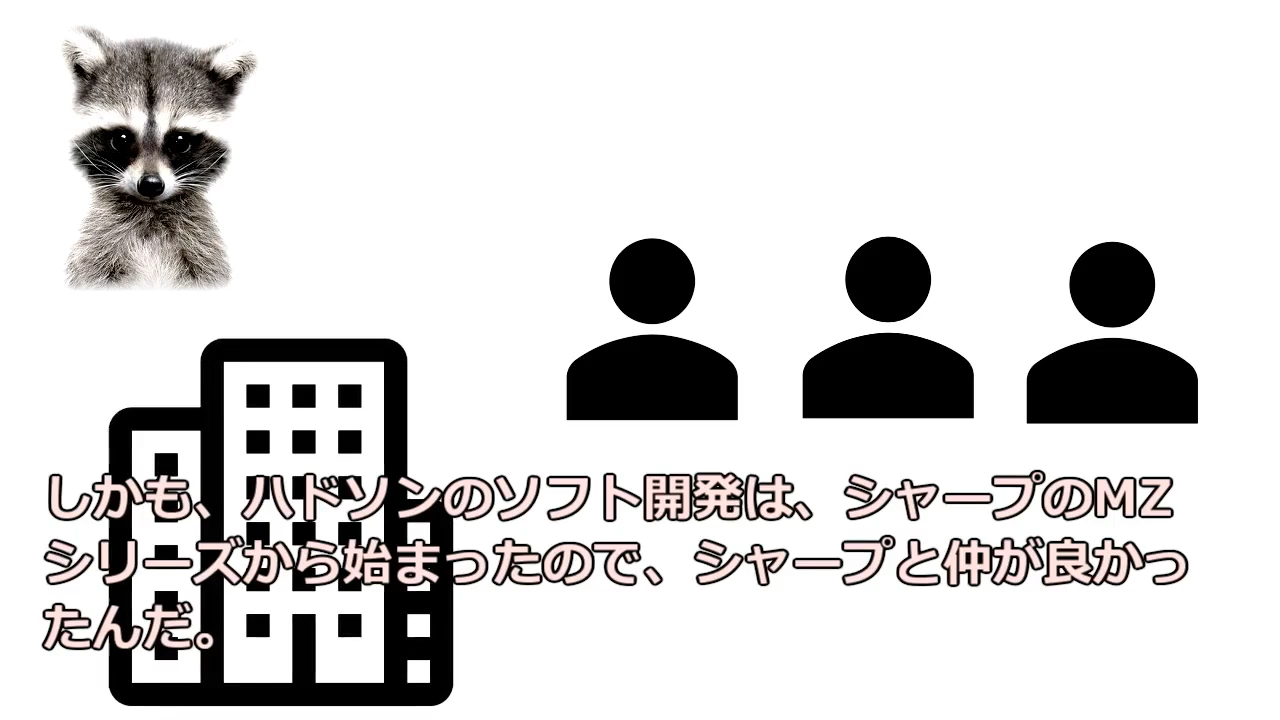 しかも、ハドソンのソフト開発は、シャープのMZ
シリーズから始まったので、シャープと仲が良かっ
たんだ。